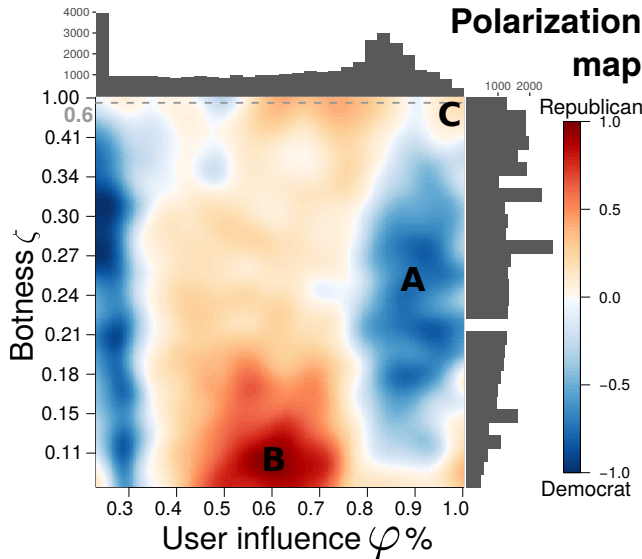 Polarization
map
4000
3000
2000
1000
1000 2000
1.00
0.6
0.41
0.34
0.30
0.27
0.24
0.21
0.18
0.15
0.11
Botness ζ
C
A
B
0.3 0.4 0.5 0.6 0.7 0.8 0.9 1.0
User influence φ%
Republican
1.0
0.5
0.0
−0.5
−1.0
Democrat